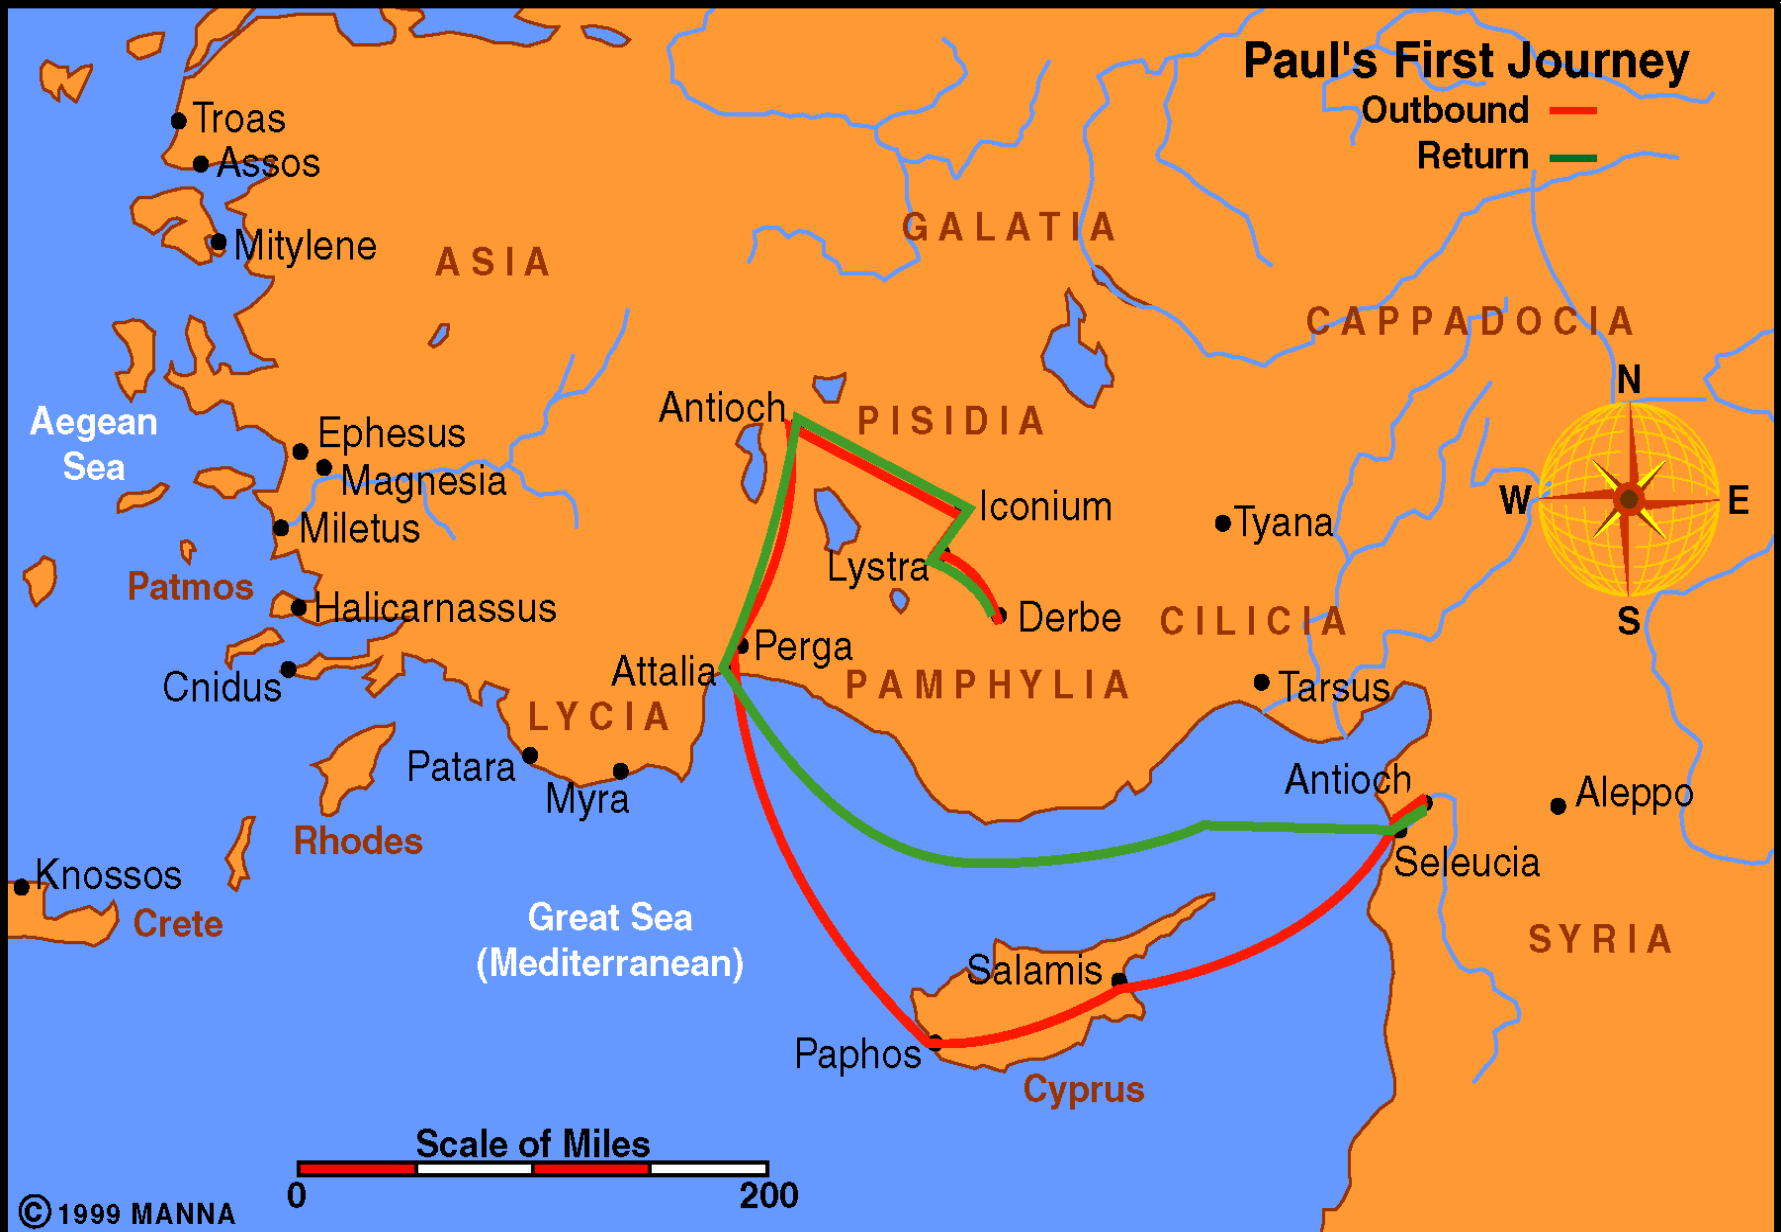 Paul's First Journey
Outbound
Return
Troas
Assos
Mitylene
ASIA
GALATIA
CAPPADOCIA
N
Antioch
PISIDIA
Aegean
Sea
Ephesus
Magnesia
Miletus
Iconium
Tyana
W
E
Lystra
Patmos
Halicarnassus
Derbe
CILICIA
S
Perga
Attalia
PAMPHYLIA
Tarsus
Cnidus
LYCIA
Patara
Myra
Antioch
Aleppo
Rhodes
Seleucia
Knossos
Crete
Great Sea
(Mediterranean)
SYRIA
Salamis
Paphos
Cyprus
Scale of Miles
0
200
© 1999 MANNA